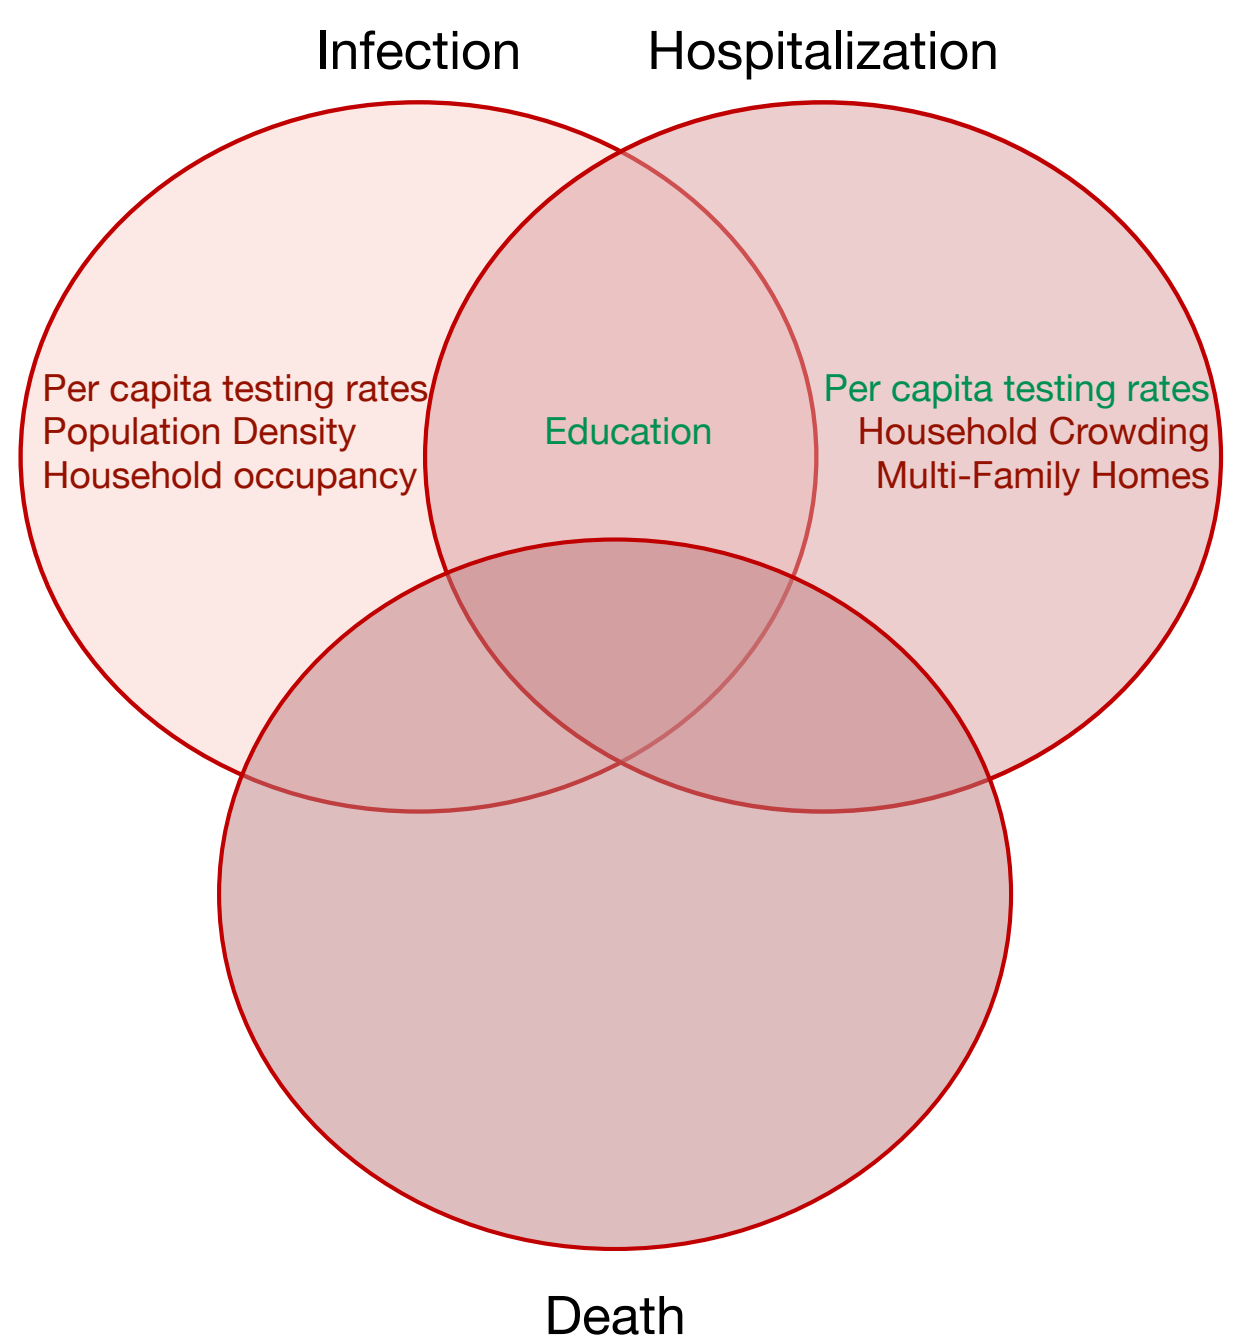 Infection
Hospitalization
Per capita testing rates
Population Density
Household occupancy
Education
Per capita testing rates
Household Crowding
Multi-Family Homes
Death